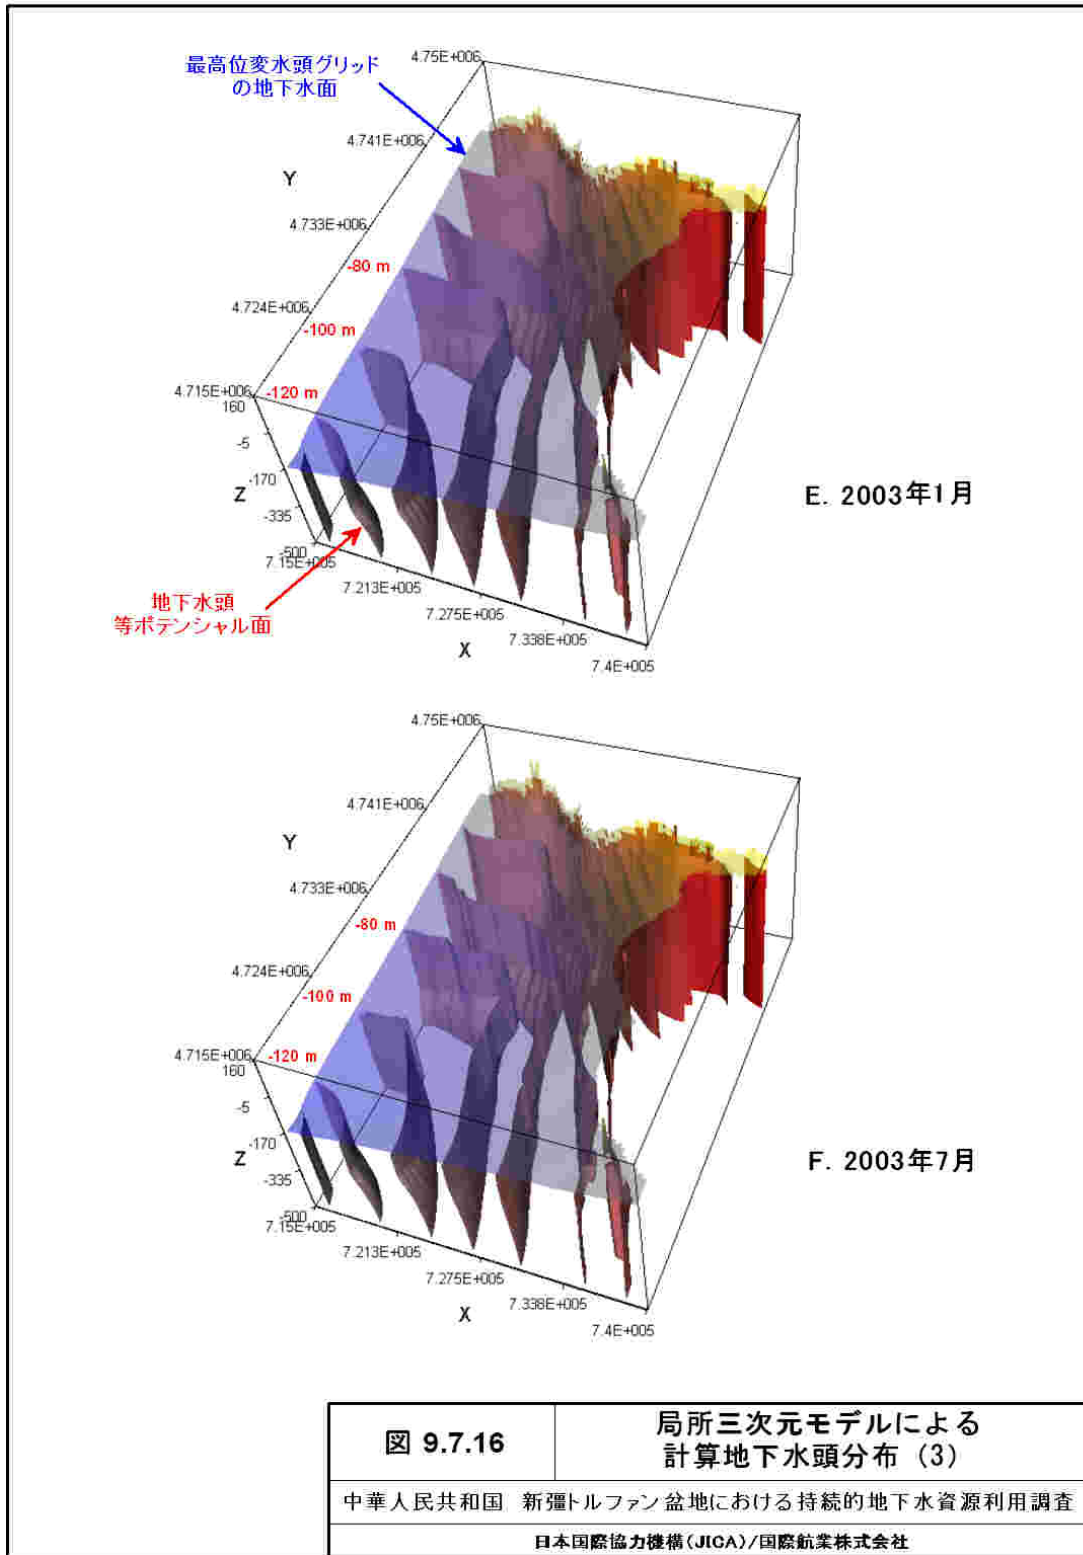 4.75E+006
最高位変水頭グリッド
の地下水面
4.741E+006
Y
4.733E+006
-80 m
4.724E+006
-100 m
4.715E+006
-120 m
160
-5
-170
Z
-335
-500
7.15E+005
7.213E+005
7.275E+005
7.338E+005
7.4E+005
X
地下水頭
等ポテンシャル面
E. 2003年1月
4.75E+006
4.741E+006
Y
4.733E+006
-80 m
4.724E+006
-100 m
4.715E+006
-120 m
160
-5
-170
Z
-335
-500
7.15E+005
7.213E+005
7.275E+005
7.338E+005
7.4E+005
X
F. 2003年7月
図 9.7.16
局所三次元モデルによる
計算地下水頭分布（3）
中華人民共和国 新疆トルファン盆地における持続的地下水資源利用調査
日本国際協力機構(JICA)/国際航業株式会社